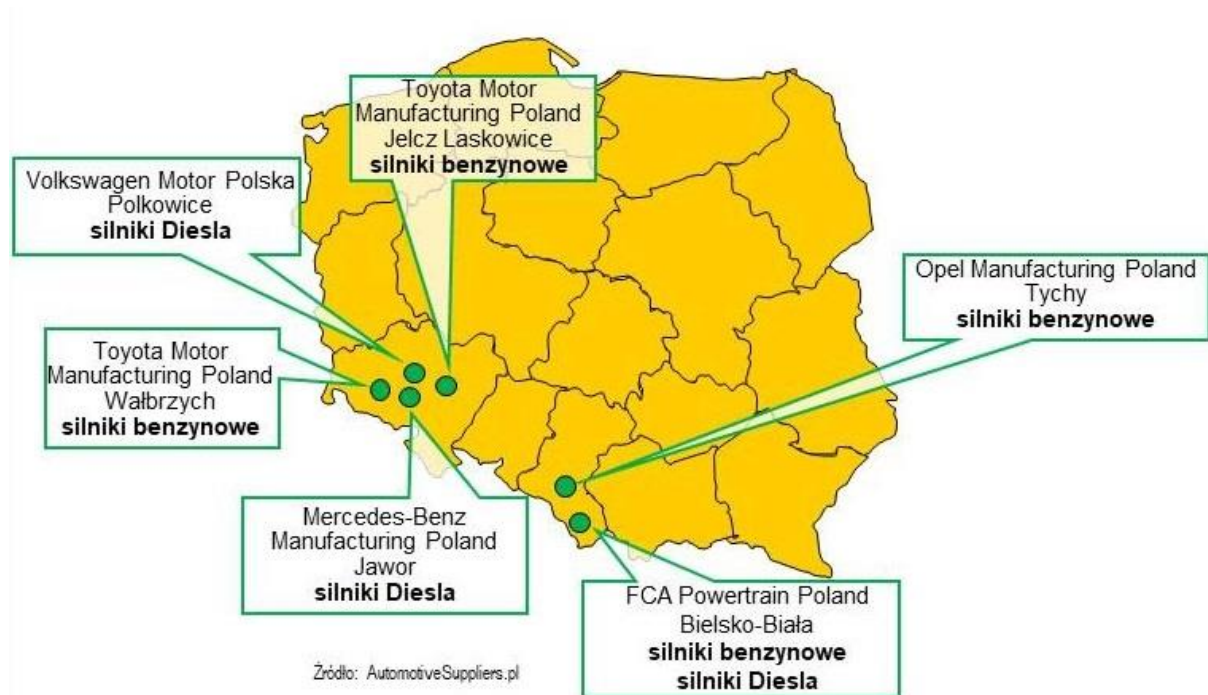 Toyota Motor
Manufacturing Poland
Jelcz Laskowice
silniki benzynowe
Volkswagen Motor Polska
Polkowice
silniki Diesla
Opel Manufacturing Poland
Tychy
silniki benzynowe
Toyota Motor
Manufacturing Poland
Wałbrzych
silniki benzynowe
Mercedes-Benz
Manufacturing Poland
Jawor
silniki Diesla
FCA Powertrain Poland
Bielsko-Biała
silniki benzynowe
silniki Diesla
Źródło: AutomotiveSuppliers.pl